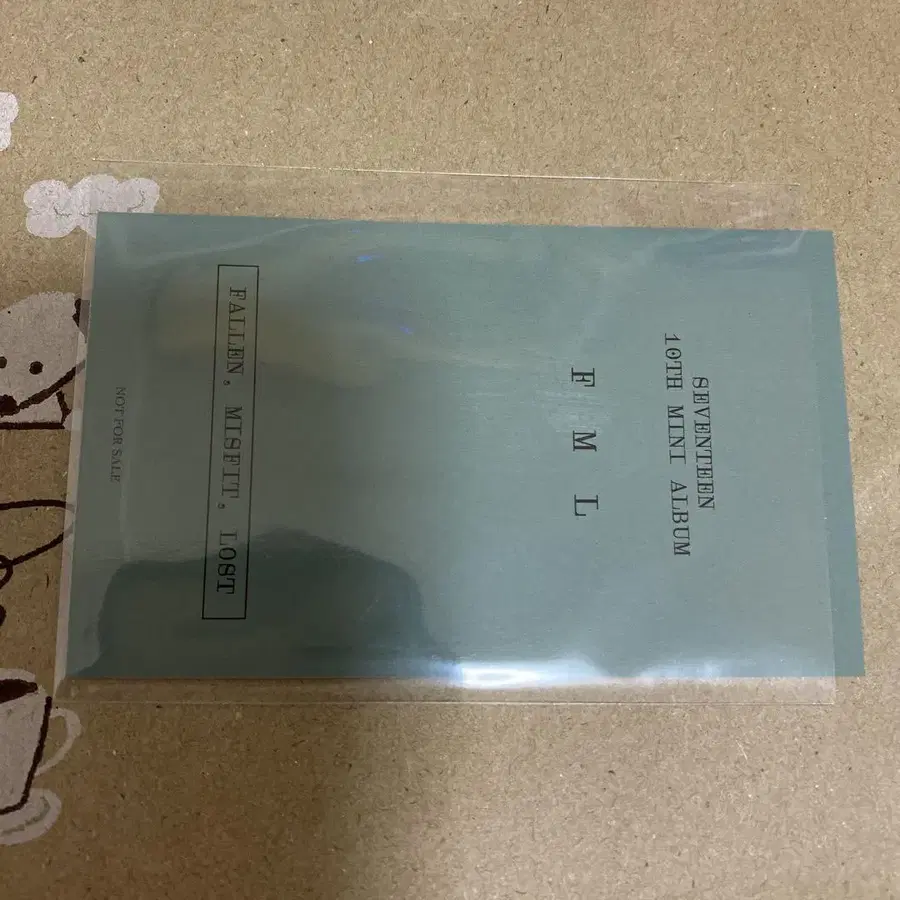 SEVENTEEN
10TH MINI ALBUM
F M L
FALLEN, MISFIT, LOST
NOT FOR SALE